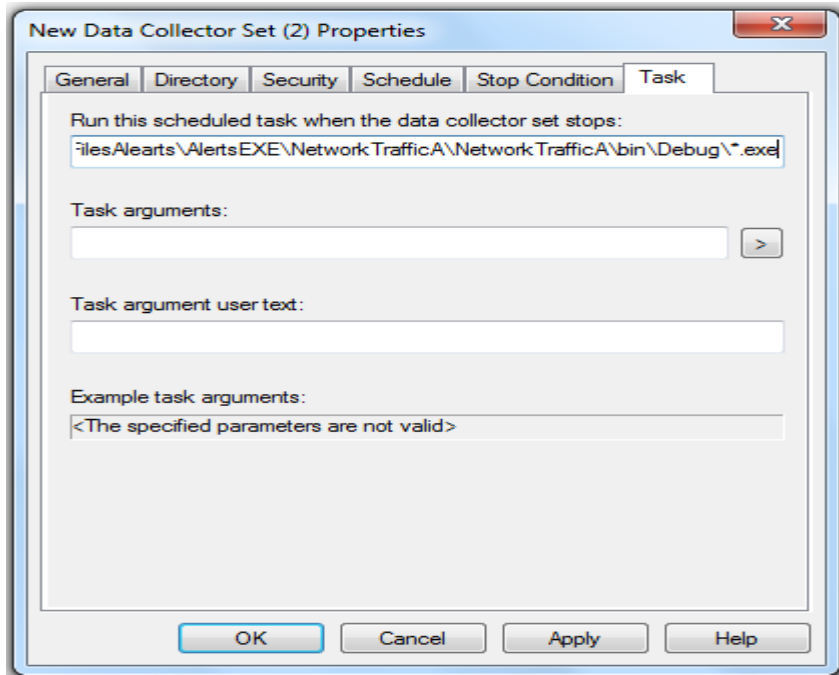 New Data Collector Set (2) Properties
General Directory Security Schedule Stop Condition Task
Run this scheduled task when the data collector set stops:
FilesAlearts\AlertsEXE\NetworkTrafficA\NetworkTrafficA\bin\Debug\*.exe
Task arguments:
>
Task argument user text:
Example task arguments:
<The specified parameters are not valid>
OK Cancel Apply Help